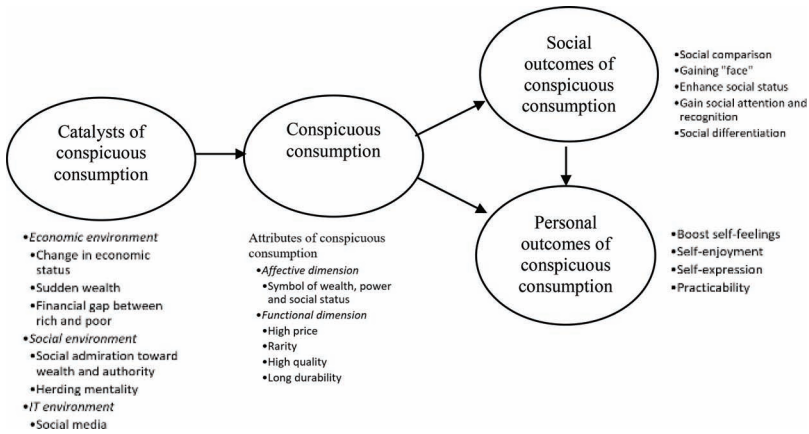 Catalysts of
conspicuous
consumption
•Economic environment
•Change in economic
status
•Sudden wealth
•Financial gap between
rich and poor
•Social environment
•Social admiration toward
wealth and authority
•Herding mentality
•IT environment
•Social media
Conspicuous
consumption
Attributes of conspicuous
consumption
•Affective dimension
•Symbol of wealth, power
and social status
•Functional dimension
•High price
•Rarity
•High quality
•Long durability
Social
outcomes of
conspicuous
consumption
•Social comparison
•Gaining "face"
•Enhance social status
•Gain social attention and
recognition
•Social differentiation
Personal
outcomes of
conspicuous
consumption
•Boost self-feelings
•Self-enjoyment
•Self-expression
•Practicability